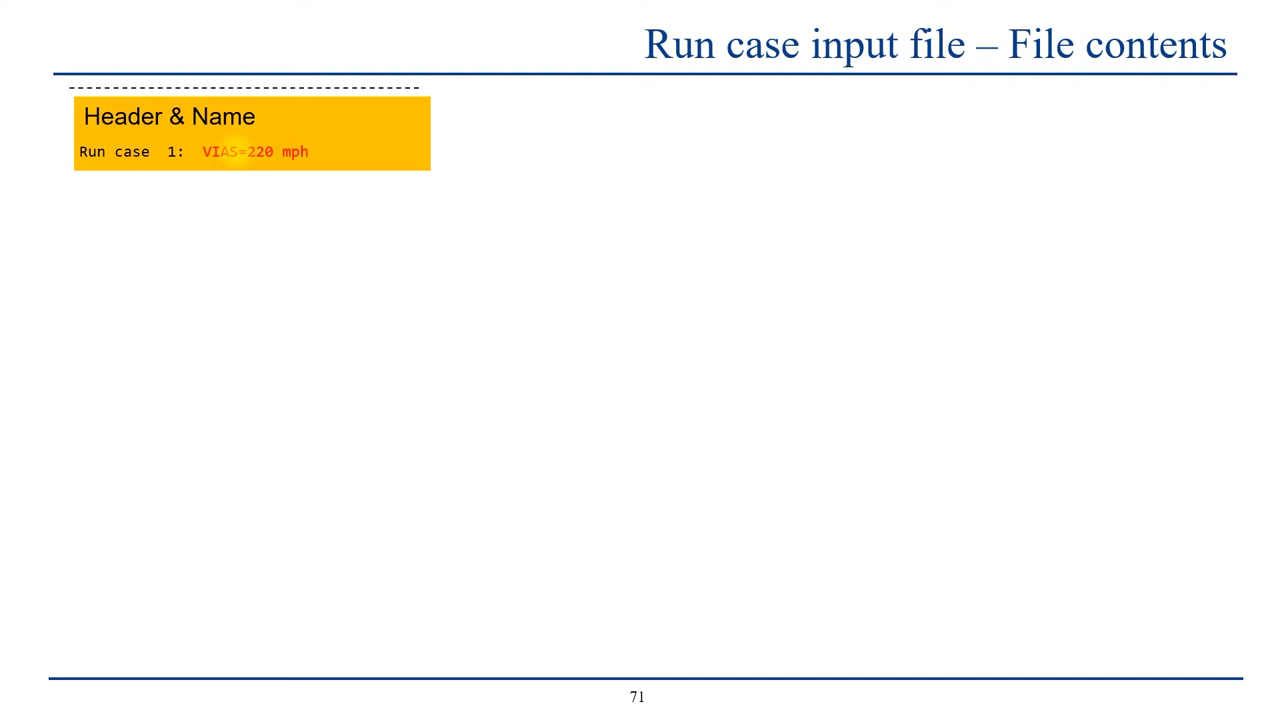 Run case input file – File contents
---------------------------------------
Header & Name
Run case  1:  VIAS=220 mph
71